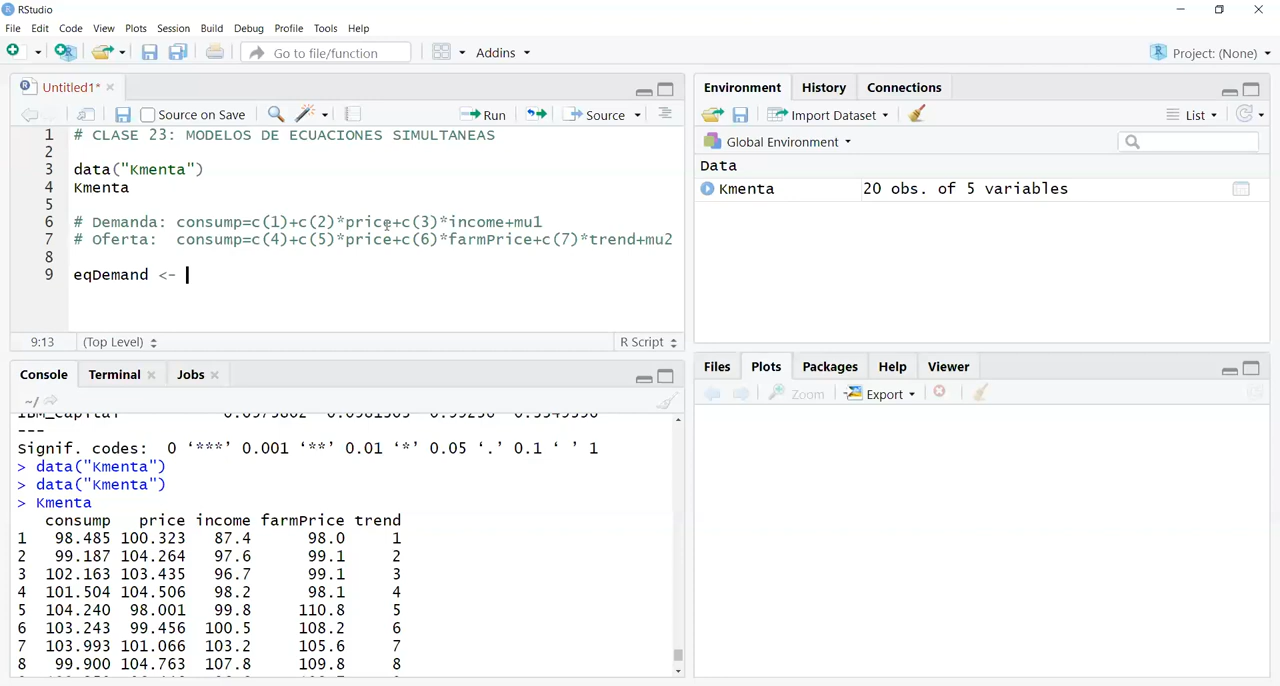 RStudio
File Edit Code View Plots Session Build Debug Profile Tools Help
Go to file/function Addins Project: (None)
Untitled1*
Source on Save Run Source
1 # CLASE 23: MODELOS DE ECUACIONES SIMULTANEAS
2
3 data("Kmenta")
4 Kmenta
5
6 # Demanda: consump=c(1)+c(2)*price+c(3)*income+mu1
7 # Oferta: consump=c(4)+c(5)*price+c(6)*farmPrice+c(7)*trend+mu2
8
9 eqDemand <-
9:13 (Top Level) R Script
Console Terminal Jobs
~/
---
Signif. codes: 0 ‘***’ 0.001 ‘**’ 0.01 ‘*’ 0.05 ‘.’ 0.1 ‘ ’ 1
> data("Kmenta")
> data("Kmenta")
> Kmenta
consump price income farmPrice trend
1 98.485 100.323 87.4 98.0 1
2 99.187 104.264 97.6 99.1 2
3 102.163 103.435 96.7 99.1 3
4 101.504 104.506 98.2 98.1 4
5 104.240 98.001 99.8 110.8 5
6 103.243 99.456 100.5 108.2 6
7 103.993 101.066 103.2 105.6 7
8 99.900 104.763 107.8 109.8 8
Environment History Connections
Import Dataset List
Global Environment
Data
Kmenta 20 obs. of 5 variables
Files Plots Packages Help Viewer
Zoom Export